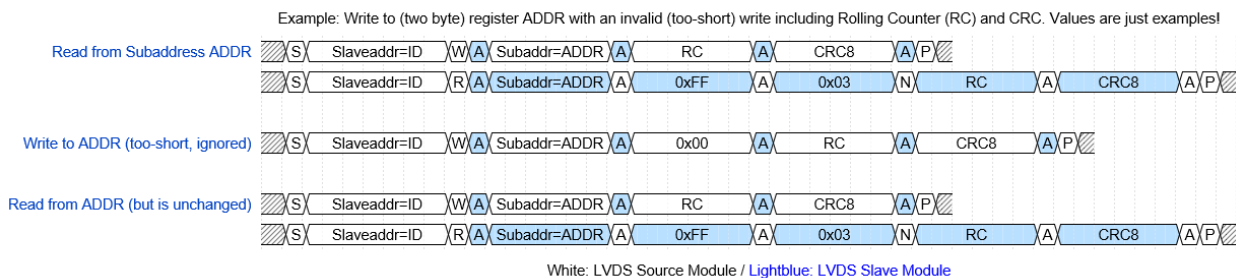 Example: Write to (two byte) register ADDR with an invalid (too-short) write including Rolling Counter (RC) and CRC. Values are just examples!
Read from Subaddress ADDR S Slaveaddr=ID W A Subaddr=ADDR A RC A CRC8 A P
S Slaveaddr=ID R A Subaddr=ADDR A 0xFF A 0x03 N RC A CRC8 A P
Write to ADDR (too-short, ignored) S Slaveaddr=ID W A Subaddr=ADDR A 0x00 A RC A CRC8 A P
Read from ADDR (but is unchanged) S Slaveaddr=ID W A Subaddr=ADDR A RC A CRC8 A P
S Slaveaddr=ID R A Subaddr=ADDR A 0xFF A 0x03 N RC A CRC8 A P
White: LVDS Source Module / Lightblue: LVDS Slave Module